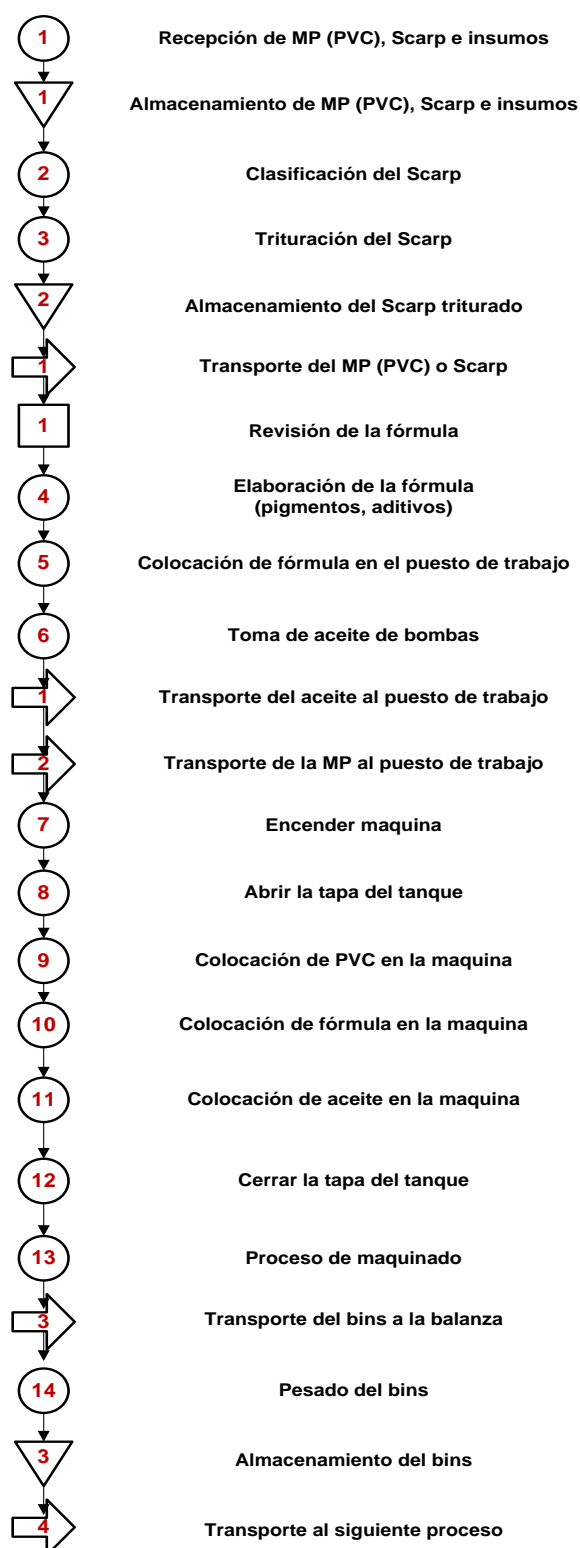 1 Recepción de MP (PVC), Scarp e insumos
1 Almacenamiento de MP (PVC), Scarp e insumos
2 Clasificación del Scarp
3 Trituración del Scarp
2 Almacenamiento del Scarp triturado
1 Transporte del MP (PVC) o Scarp
1 Revisión de la fórmula
4 Elaboración de la fórmula
(pigmentos, aditivos)
5 Colocación de fórmula en el puesto de trabajo
6 Toma de aceite de bombas
1 Transporte del aceite al puesto de trabajo
2 Transporte de la MP al puesto de trabajo
7 Encender maquina
8 Abrir la tapa del tanque
9 Colocación de PVC en la maquina
10 Colocación de fórmula en la maquina
11 Colocación de aceite en la maquina
12 Cerrar la tapa del tanque
13 Proceso de maquinado
3 Transporte del bins a la balanza
14 Pesado del bins
3 Almacenamiento del bins
4 Transporte al siguiente proceso